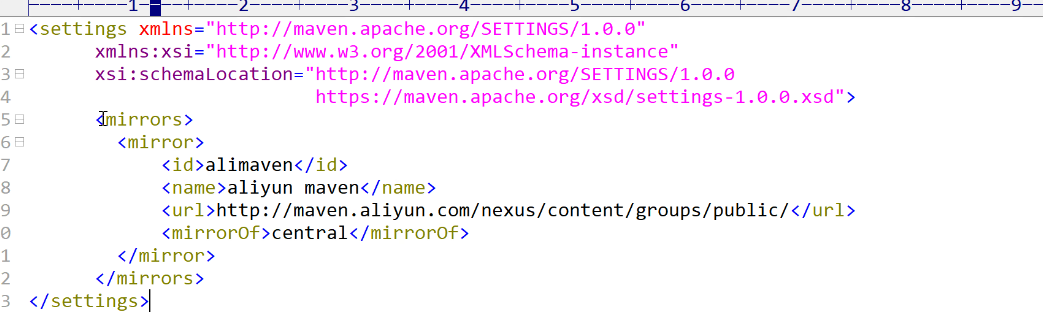 ----+----1----+----2----+----3----+----4----+----5----+----6----+----7----+----8----+----9--
1 <settings xmlns="http://maven.apache.org/SETTINGS/1.0.0"
2       xmlns:xsi="http://www.w3.org/2001/XMLSchema-instance"
3       xsi:schemaLocation="http://maven.apache.org/SETTINGS/1.0.0
4                           https://maven.apache.org/xsd/settings-1.0.0.xsd">
5       <mirrors>
6         <mirror>
7             <id>alimaven</id>
8             <name>aliyun maven</name>
9             <url>http://maven.aliyun.com/nexus/content/groups/public/</url>
0             <mirrorOf>central</mirrorOf>
1         </mirror>
2       </mirrors>
3 </settings>